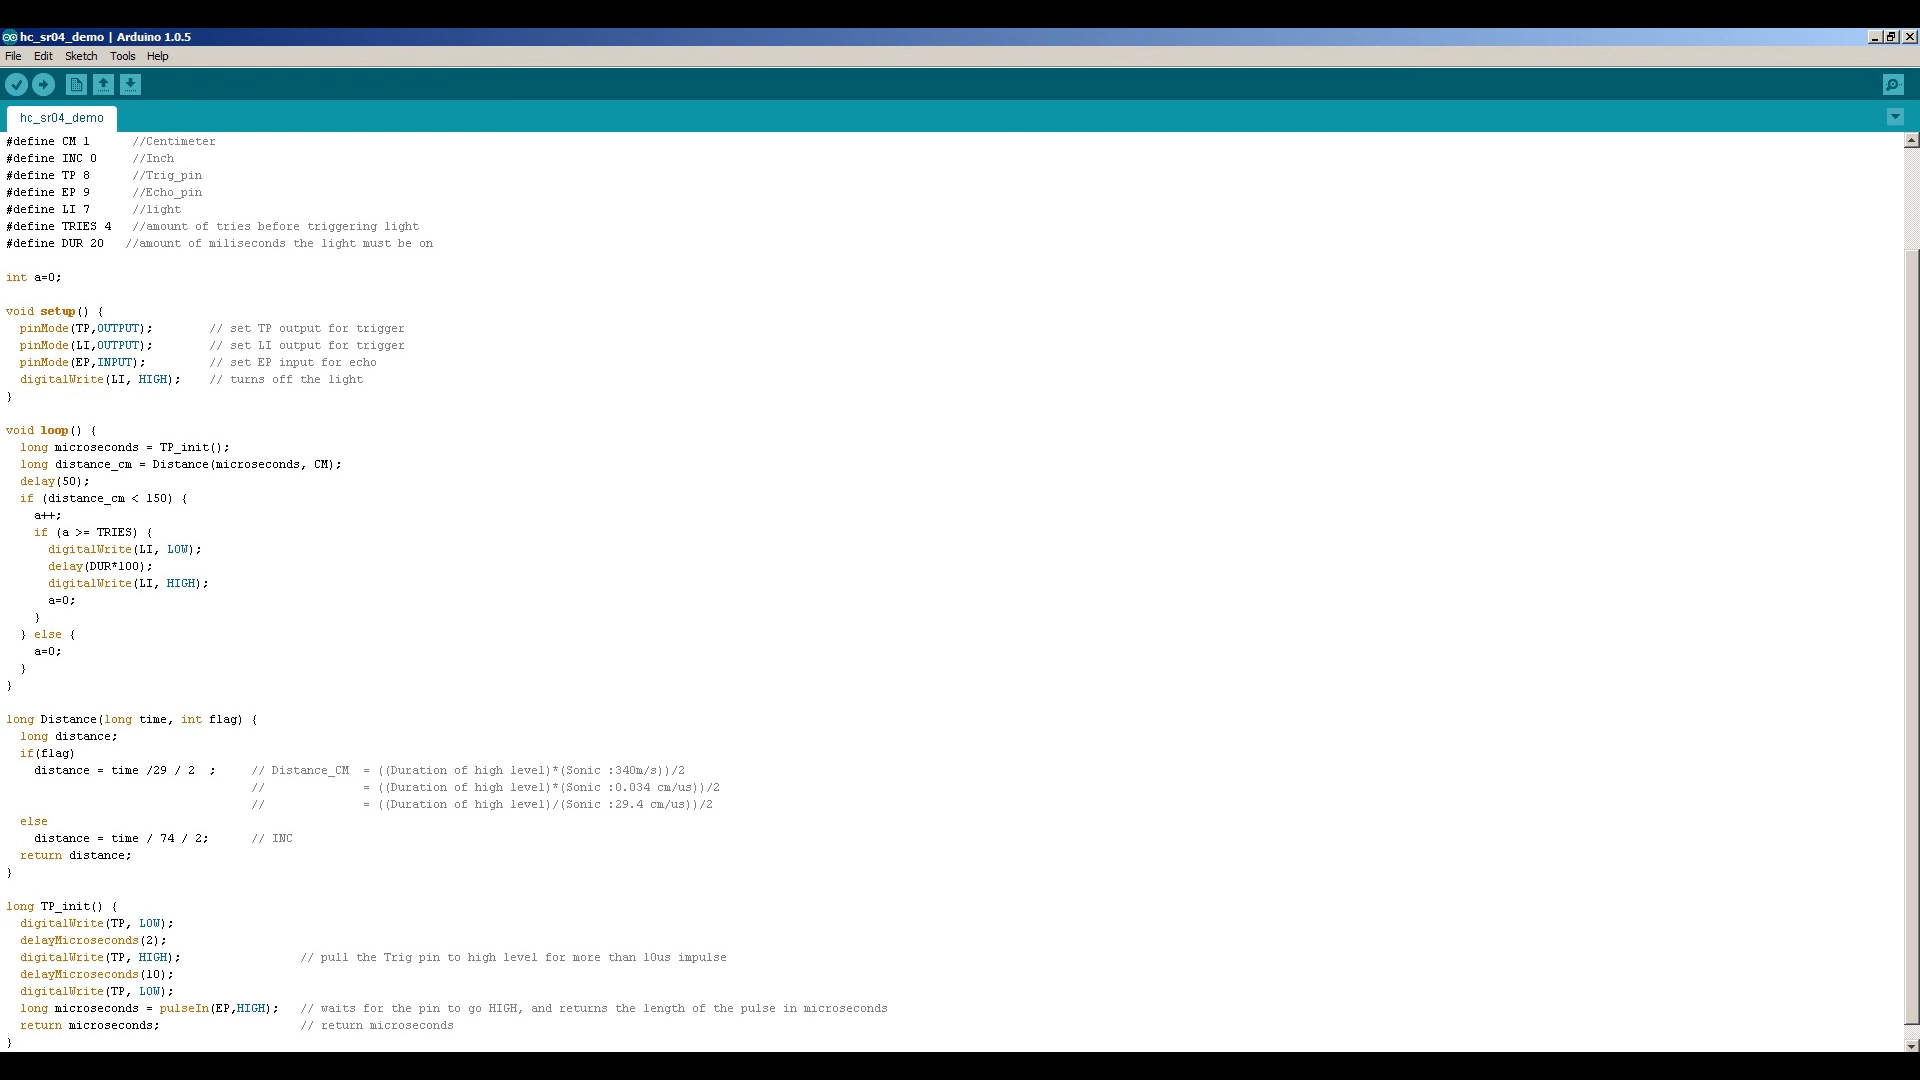 hc_sr04_demo | Arduino 1.0.5
File Edit Sketch Tools Help
hc_sr04_demo
#define CM 1      //Centimeter
#define INC 0     //Inch
#define TP 8      //Trig_pin
#define EP 9      //Echo_pin
#define LI 7      //light
#define TRIES 4   //amount of tries before triggering light
#define DUR 20   //amount of miliseconds the light must be on
int a=0;
void setup() {
  pinMode(TP,OUTPUT);        // set TP output for trigger
  pinMode(LI,OUTPUT);        // set LI output for trigger
  pinMode(EP,INPUT);         // set EP input for echo
  digitalWrite(LI, HIGH);    // turns off the light
}
void loop() {
  long microseconds = TP_init();
  long distance_cm = Distance(microseconds, CM);
  delay(50);
  if (distance_cm < 150) {
    a++;
    if (a >= TRIES) {
      digitalWrite(LI, LOW);
      delay(DUR*100);
      digitalWrite(LI, HIGH);
      a=0;
    }
  } else {
    a=0;
  }
}
long Distance(long time, int flag) {
  long distance;
  if(flag)
    distance = time /29 / 2  ;     // Distance_CM  = ((Duration of high level)*(Sonic :340m/s))/2
                                   //              = ((Duration of high level)*(Sonic :0.034 cm/us))/2
                                   //              = ((Duration of high level)/(Sonic :29.4 cm/us))/2
  else
    distance = time / 74 / 2;      // INC
  return distance;
}
long TP_init() {
  digitalWrite(TP, LOW);
  delayMicroseconds(2);
  digitalWrite(TP, HIGH);                 // pull the Trig pin to high level for more than 10us impulse
  delayMicroseconds(10);
  digitalWrite(TP, LOW);
  long microseconds = pulseIn(EP,HIGH);   // waits for the pin to go HIGH, and returns the length of the pulse in microseconds
  return microseconds;                    // return microseconds
}